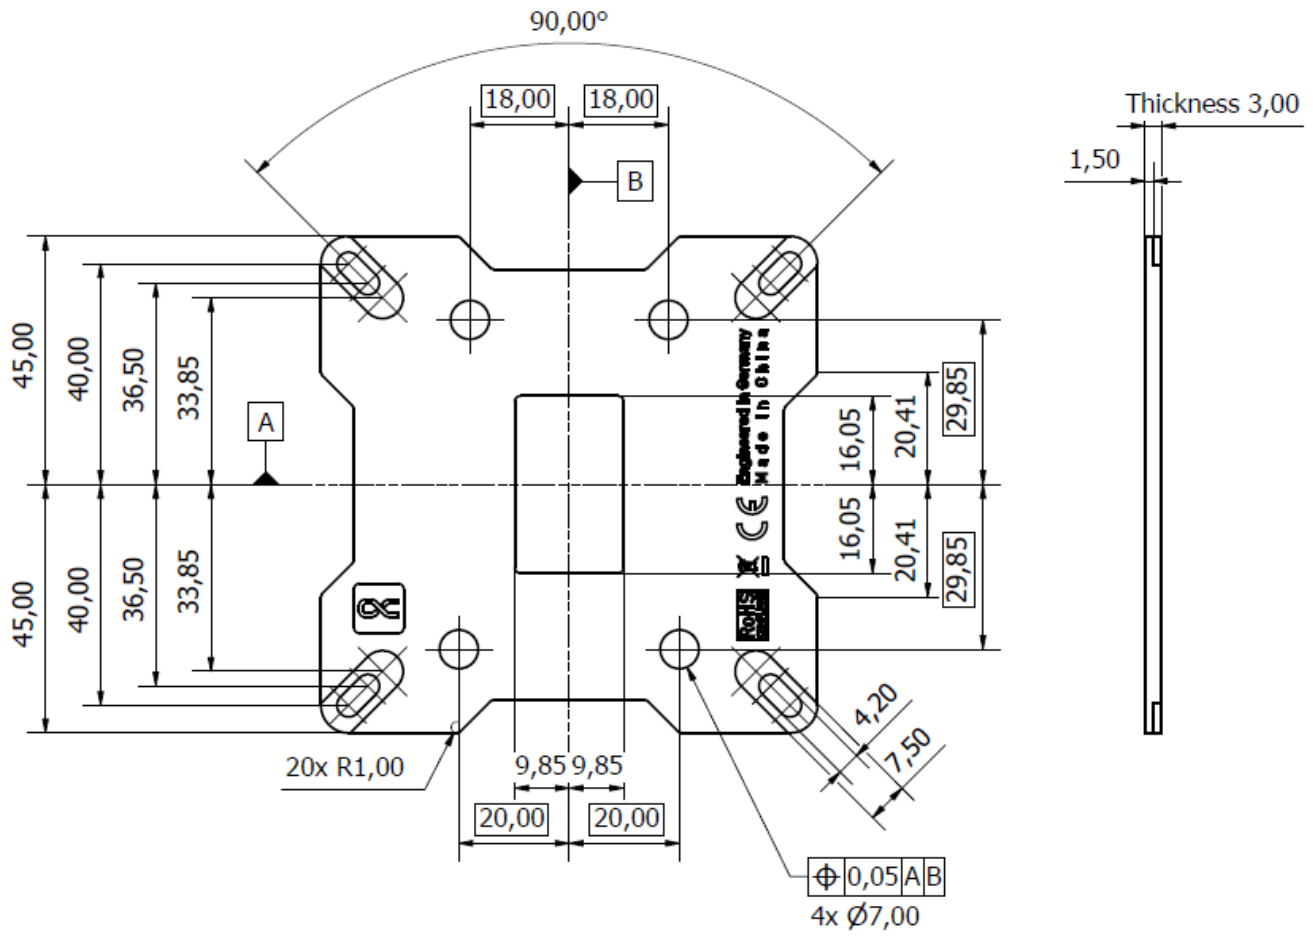 90,00°
18,00 18,00
Thickness 3,00
1,50
B
A
45,00
40,00
36,50
33,85
45,00
40,00
36,50
33,85
Engineered in Germany
Made in China
CE
RoHS
16,05
20,41
29,85
16,05
20,41
29,85
4,20
7,50
20x R1,00
9,85 9,85
20,00 20,00
⌖ 0,05 A B
4x Ø7,00